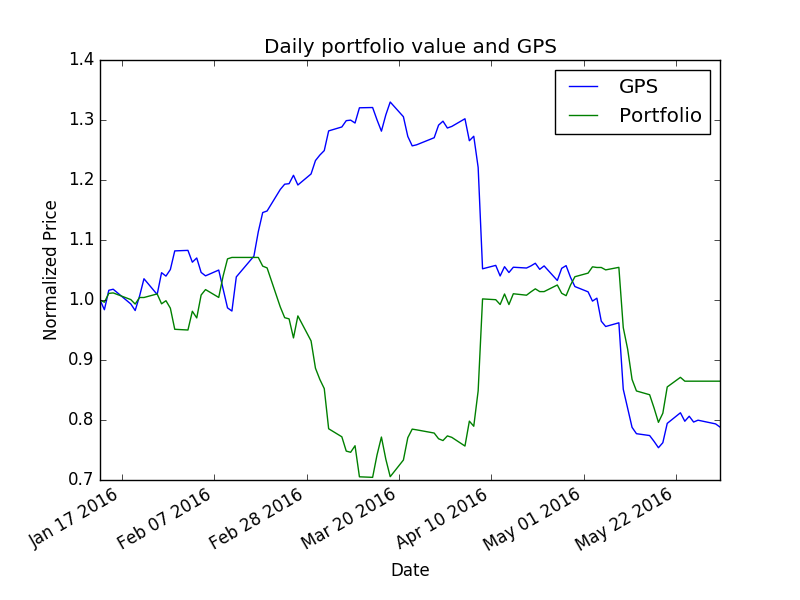 Daily portfolio value and GPS
GPS
Portfolio
Normalized Price
1.4
1.3
1.2
1.1
1.0
0.9
0.8
0.7
Jan 17 2016
Feb 07 2016
Feb 28 2016
Mar 20 2016
Apr 10 2016
May 01 2016
May 22 2016
Date